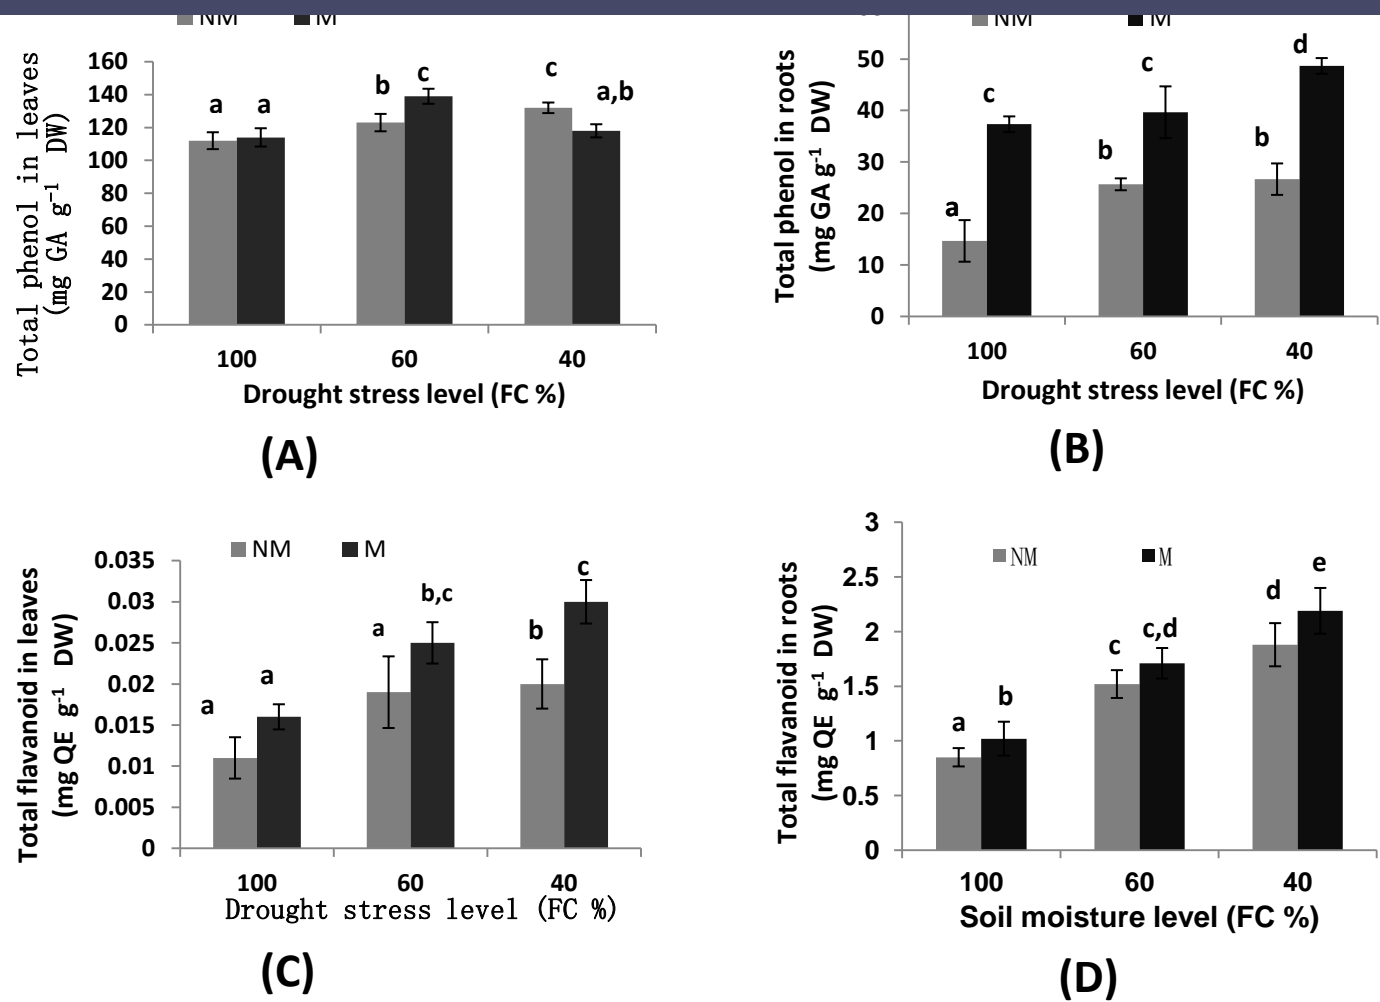 NM M
160
140
120
100
80
60
40
20
0
a a b c c a,b
100 60 40
Total phenol in leaves
(mg GA g⁻¹ DW)
Drought stress level (FC %)
(A)
NM M
50
40
30
20
10
0
a c b c b d
100 60 40
Total phenol in roots
(mg GA g⁻¹ DW)
Drought stress level (FC %)
(B)
NM M
0.035
0.03
0.025
0.02
0.015
0.01
0.005
0
a a a b,c b c
100 60 40
Total flavanoid in leaves
(mg QE g⁻¹ DW)
Drought stress level (FC %)
(C)
NM M
3
2.5
2
1.5
1
0.5
0
a b c c,d d e
100 60 40
Total flavanoid in roots
(mg QE g⁻¹ DW)
Soil moisture level (FC %)
(D)